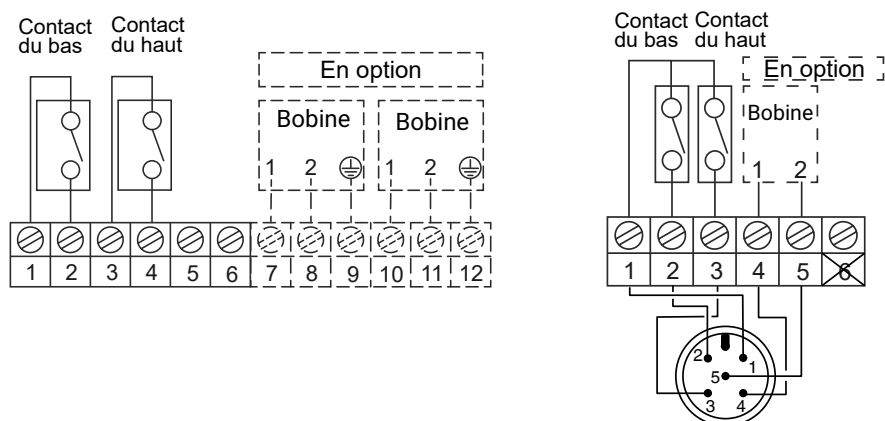 Contact
du bas
Contact
du haut
En option
Bobine
Bobine
1 2 1 2
1 2 3 4 5 6 7 8 9 10 11 12
Contact
du bas
Contact
du haut
En option
Bobine
1 2
1 2 3 4 5 6
2 1
5
3 4